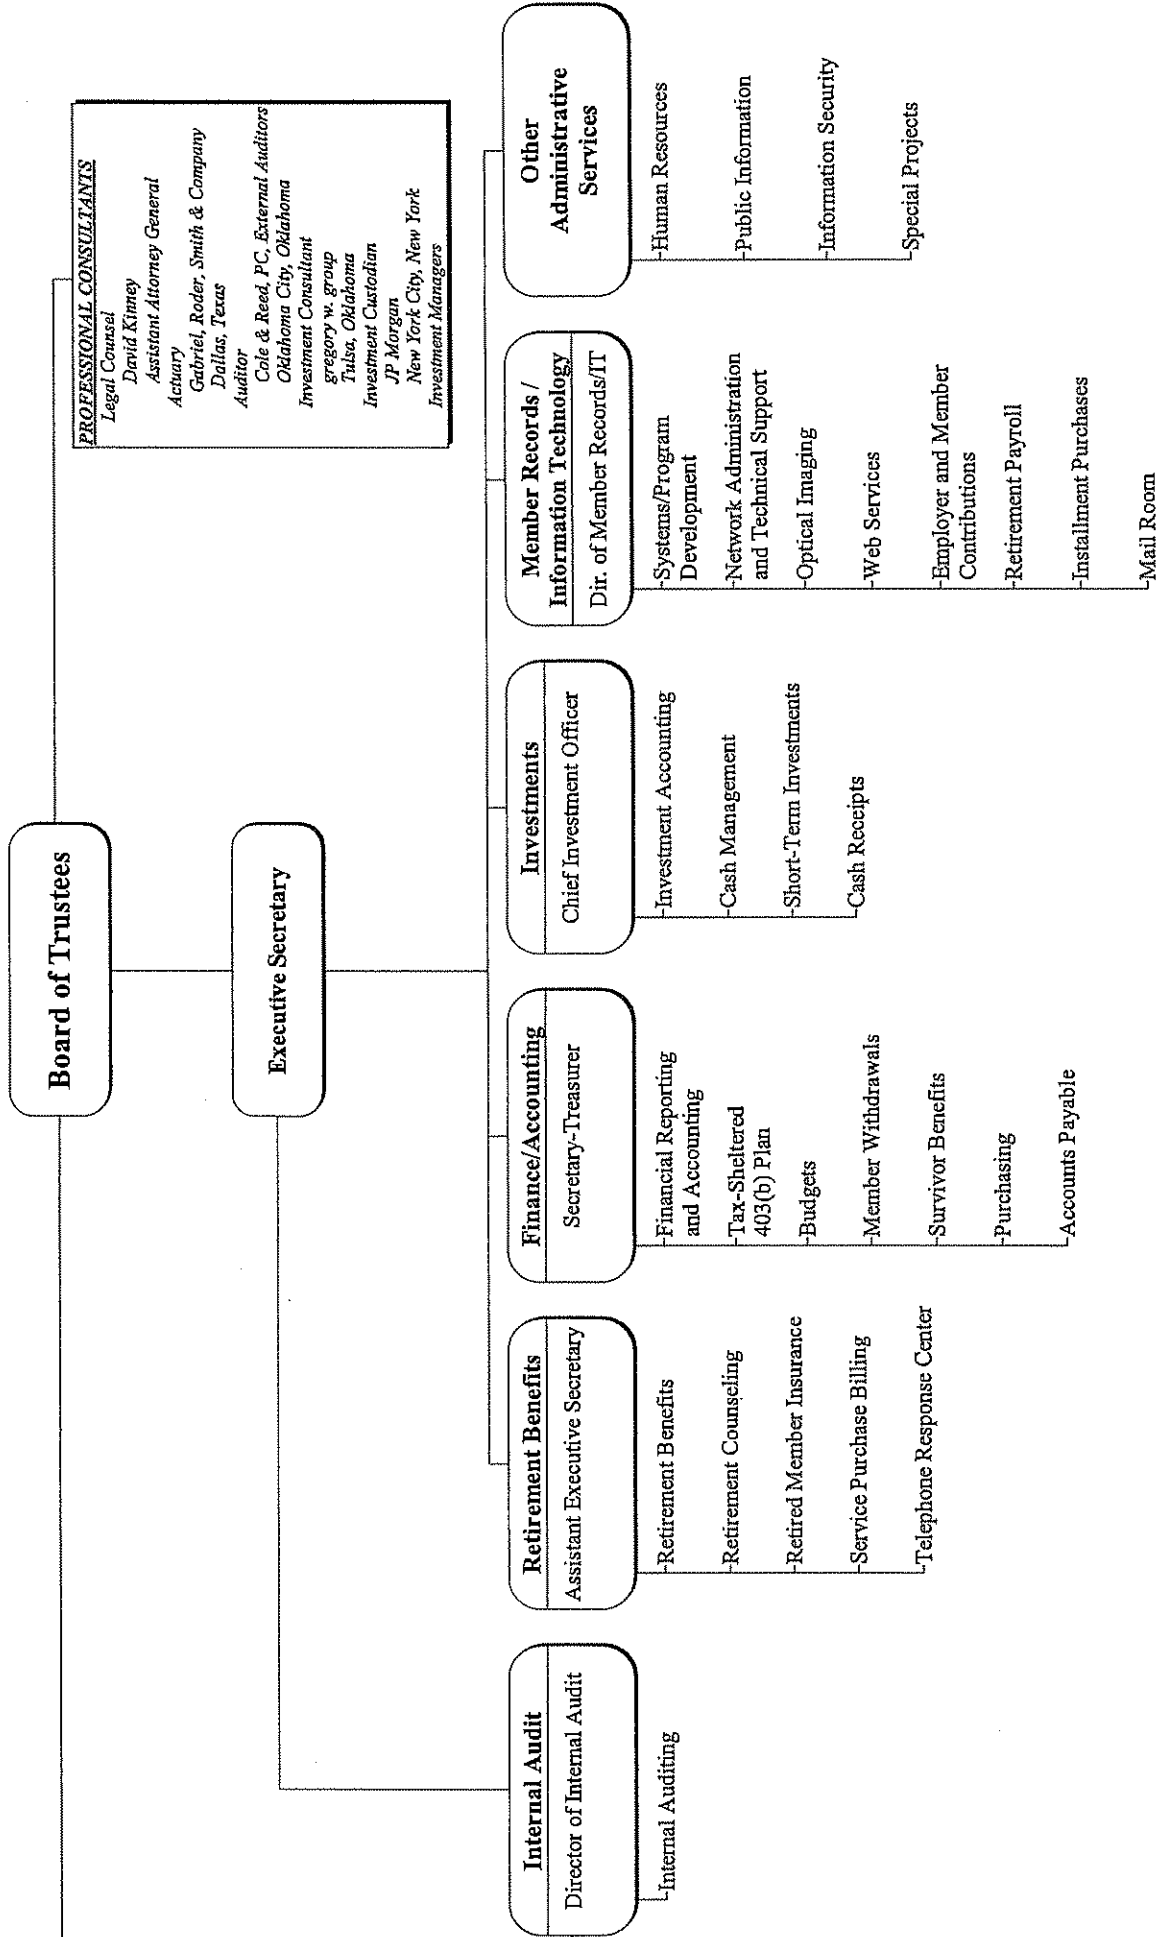 Board of Trustees
PROFESSIONAL CONSULTANTS
Legal Counsel
David Kinney
Assistant Attorney General
Actuary
Gabriel, Roder, Smith & Company
Dallas, Texas
Auditor
Cole & Reed, PC, External Auditors
Oklahoma City, Oklahoma
Investment Consultant
gregory w. group
Tulsa, Oklahoma
Investment Custodian
JP Morgan
New York City, New York
Investment Managers
Executive Secretary
Internal Audit
Director of Internal Audit
Internal Auditing
Retirement Benefits
Assistant Executive Secretary
Retirement Benefits
Retirement Counseling
Retired Member Insurance
Service Purchase Billing
Telephone Response Center
Finance/Accounting
Secretary-Treasurer
Financial Reporting
and Accounting
Tax-Sheltered
403(b) Plan
Budgets
Member Withdrawals
Survivor Benefits
Purchasing
Accounts Payable
Investments
Chief Investment Officer
Investment Accounting
Cash Management
Short-Term Investments
Cash Receipts
Member Records /
Information Technology
Dir. of Member Records/IT
Systems/Program
Development
Network Administration
and Technical Support
Optical Imaging
Web Services
Employer and Member
Contributions
Retirement Payroll
Installment Purchases
Mail Room
Other
Administrative
Services
Human Resources
Public Information
Information Security
Special Projects